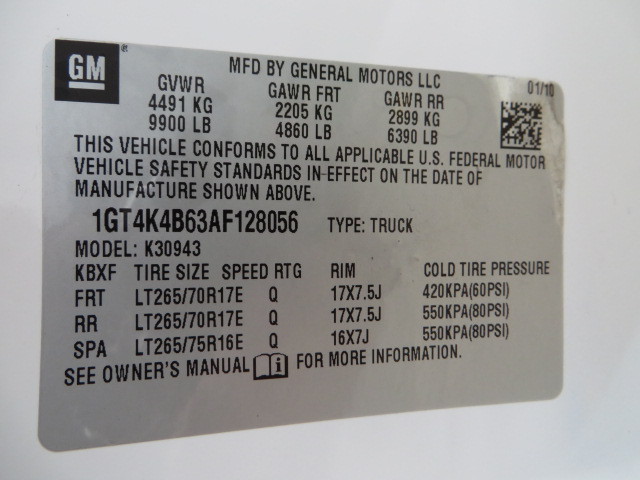 GM ®
MFD BY GENERAL MOTORS LLC 01/10
GVWR GAWR FRT GAWR RR
4491 KG 2205 KG 2899 KG
9900 LB 4860 LB 6390 LB
THIS VEHICLE CONFORMS TO ALL APPLICABLE U.S. FEDERAL MOTOR
VEHICLE SAFETY STANDARDS IN EFFECT ON THE DATE OF
MANUFACTURE SHOWN ABOVE.
1GT4K4B63AF128056 TYPE: TRUCK
MODEL: K30943
KBXF TIRE SIZE SPEED RTG RIM COLD TIRE PRESSURE
FRT LT265/70R17E Q 17X7.5J 420KPA(60PSI)
RR LT265/70R17E Q 17X7.5J 550KPA(80PSI)
SPA LT265/75R16E Q 16X7J 550KPA(80PSI)
SEE OWNER'S MANUAL i FOR MORE INFORMATION.